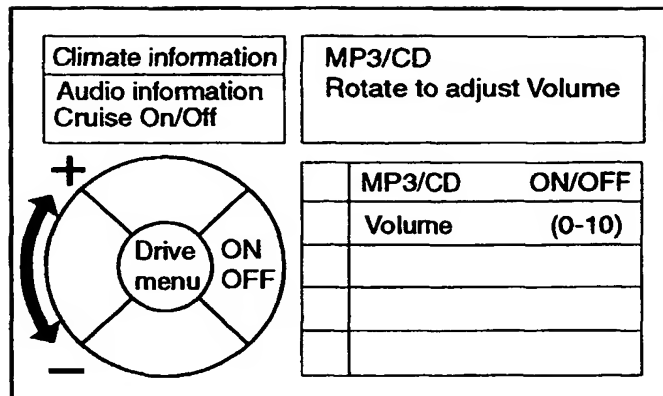 Climate information
Audio information
Cruise On/Off
MP3/CD
Rotate to adjust Volume
+
Drive
menu
ON
OFF
—
MP3/CD ON/OFF
Volume (0-10)